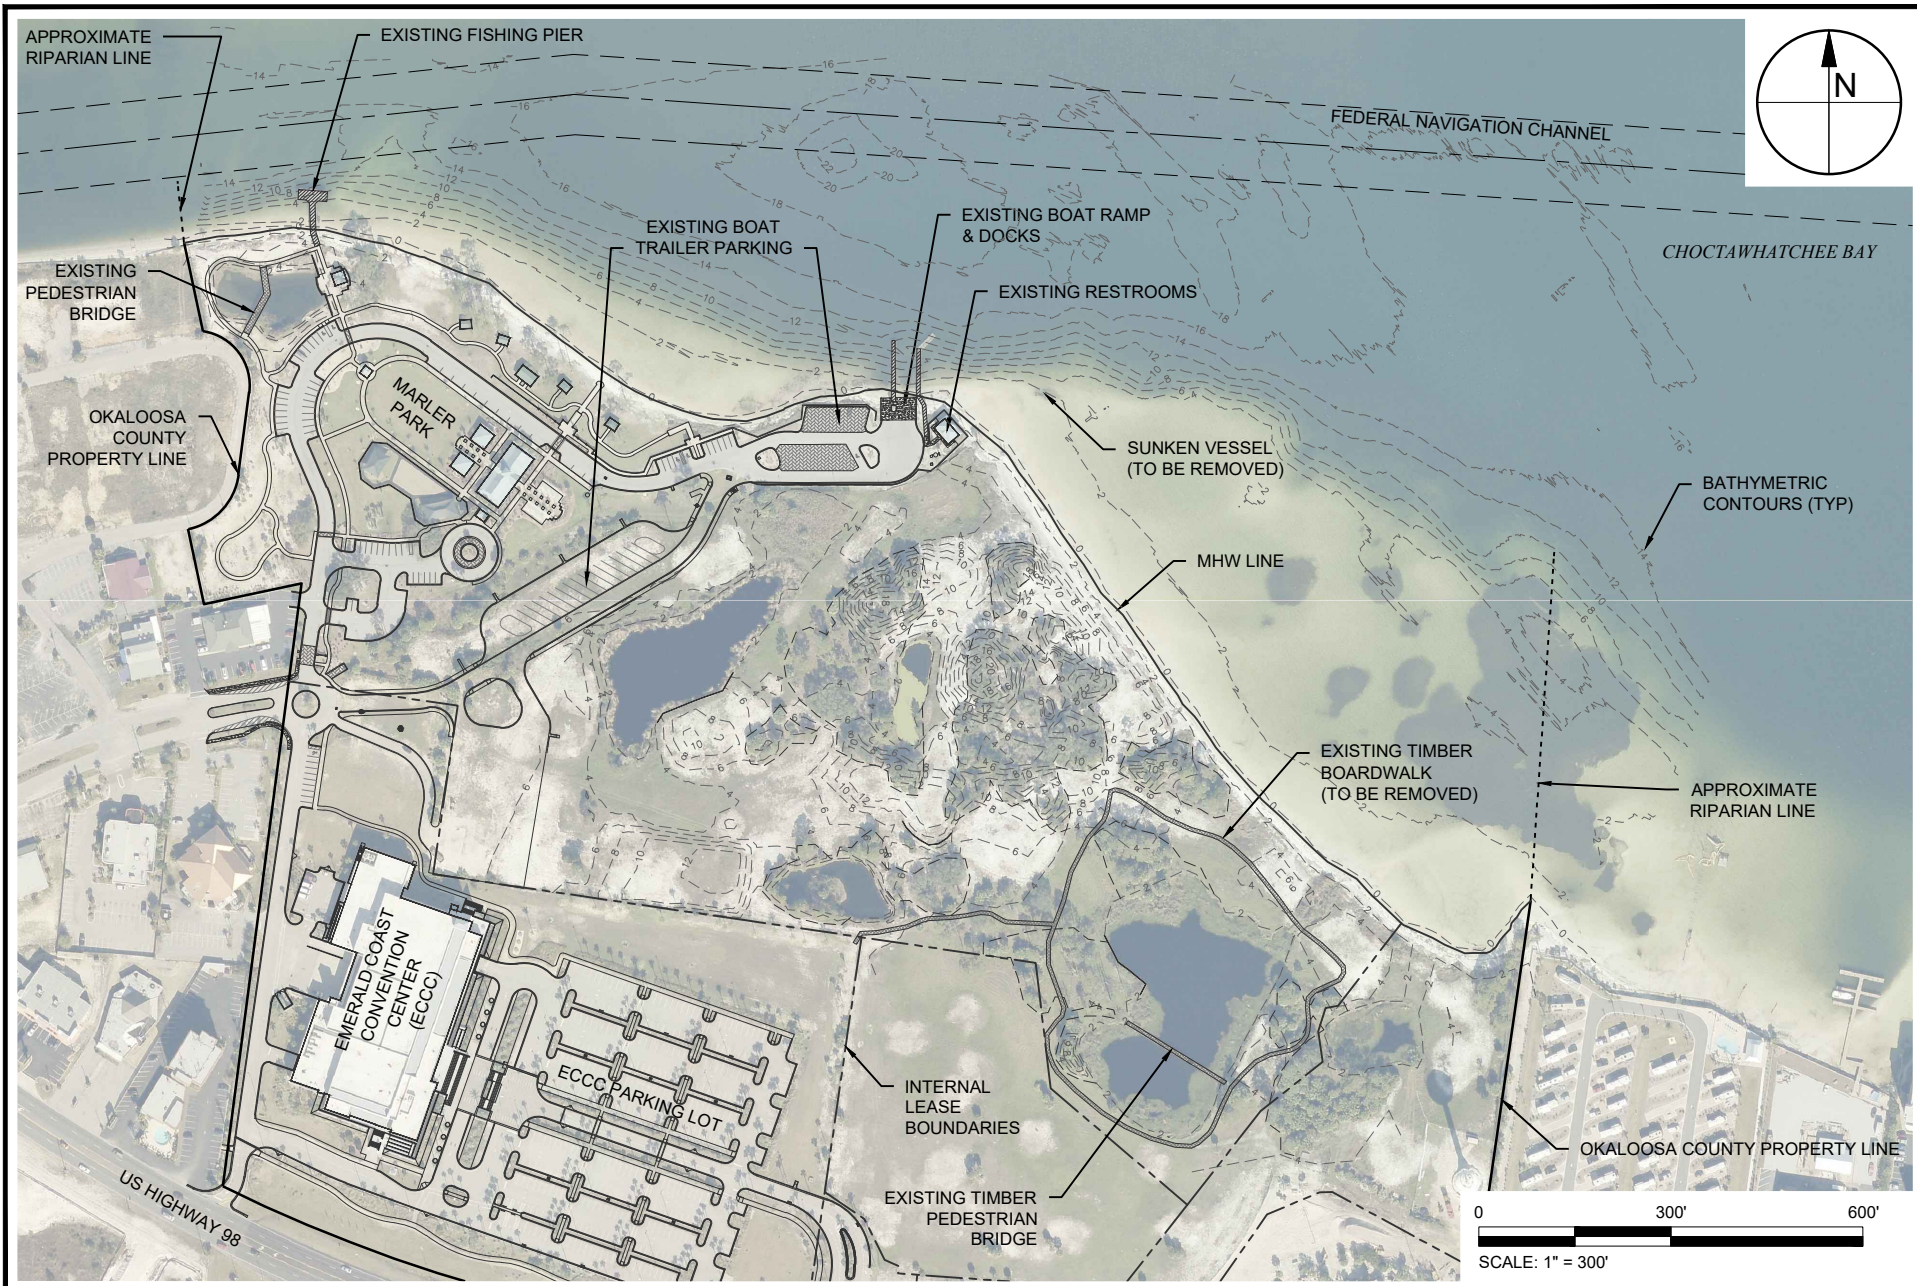 APPROXIMATE
RIPARIAN LINE
EXISTING FISHING PIER
N
FEDERAL NAVIGATION CHANNEL
CHOCTAWHATCHEE BAY
EXISTING BOAT
TRAILER PARKING
EXISTING BOAT RAMP
& DOCKS
EXISTING RESTROOMS
EXISTING
PEDESTRIAN
BRIDGE
MARLER
PARK
OKALOOSA
COUNTY
PROPERTY LINE
SUNKEN VESSEL
(TO BE REMOVED)
BATHYMETRIC
CONTOURS (TYP)
MHW LINE
EXISTING TIMBER
BOARDWALK
(TO BE REMOVED)
APPROXIMATE
RIPARIAN LINE
EMERALD COAST
CONVENTION
CENTER
(ECCC)
ECCC PARKING LOT
INTERNAL
LEASE
BOUNDARIES
EXISTING TIMBER
PEDESTRIAN
BRIDGE
OKALOOSA COUNTY PROPERTY LINE
US HIGHWAY 98
0 300' 600'
SCALE: 1" = 300'